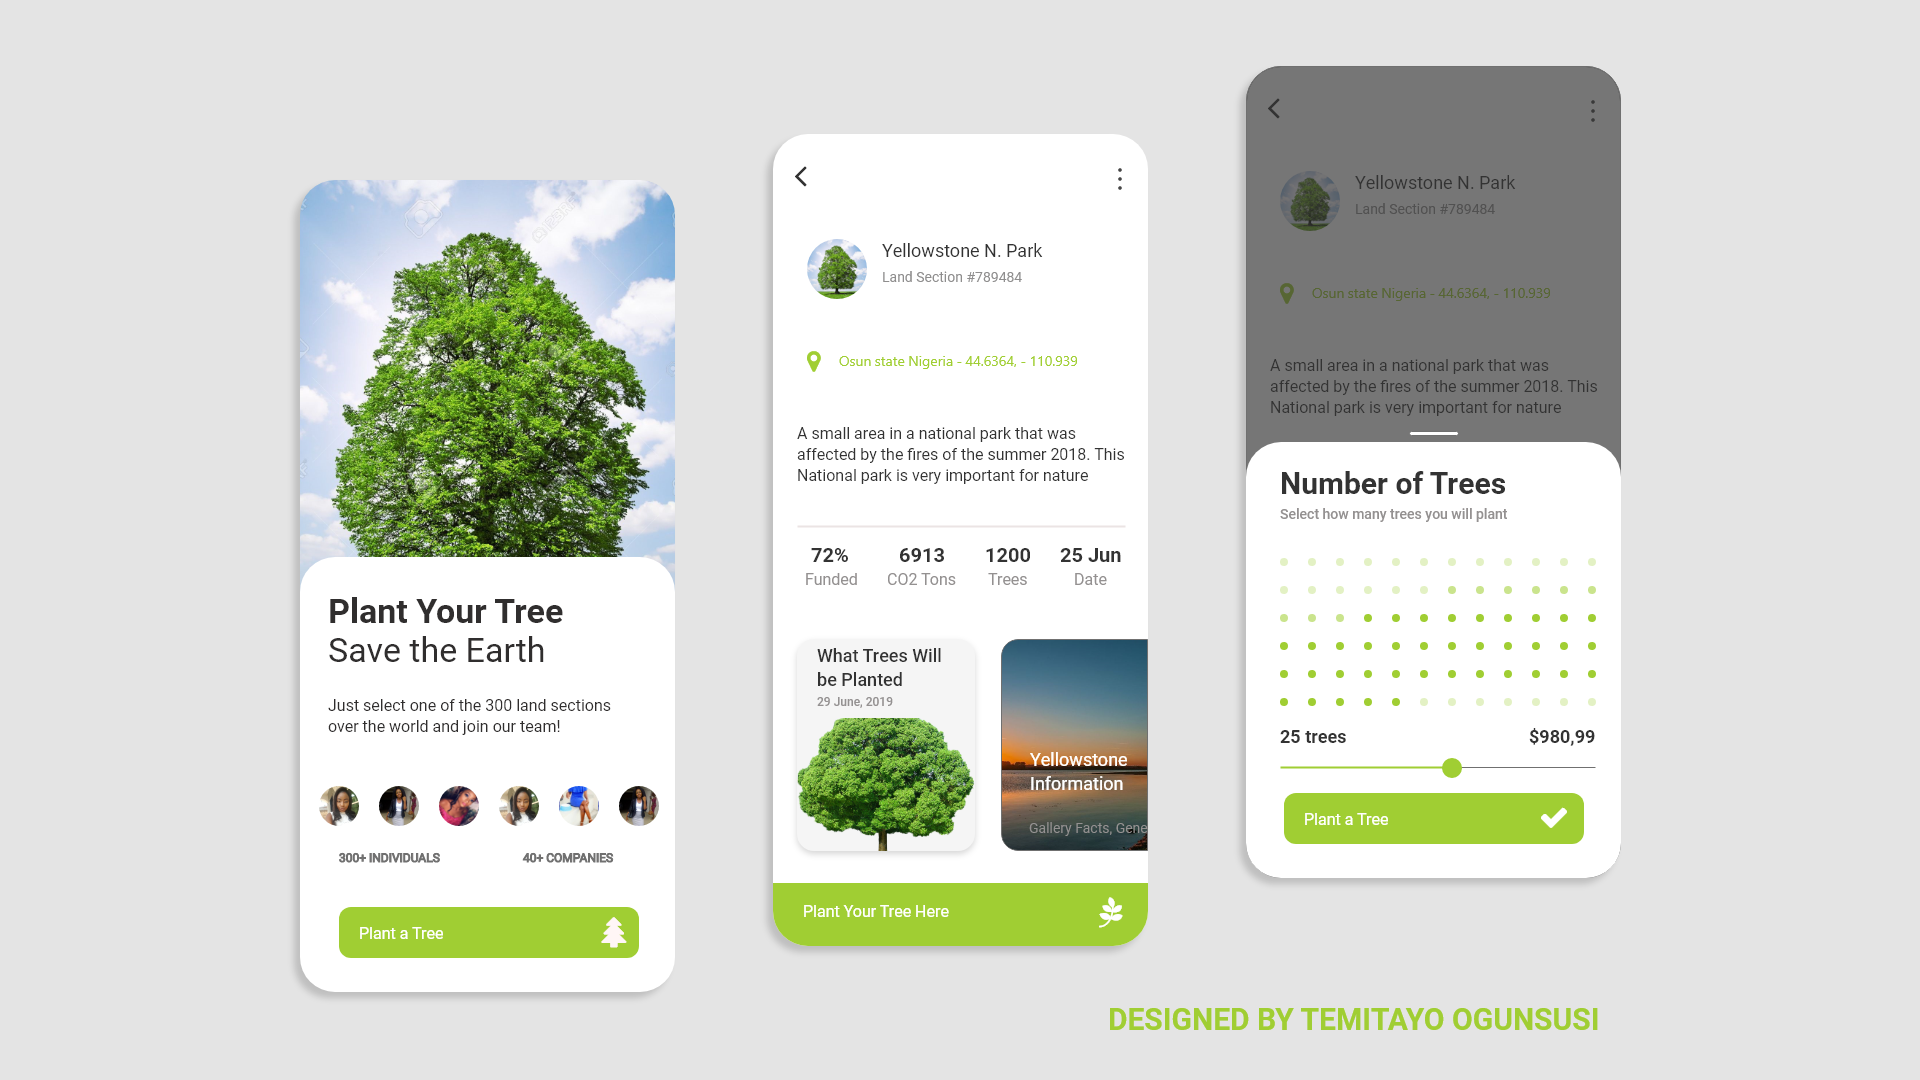 Plant Your Tree
Save the Earth
Just select one of the 300 land sections
over the world and join our team!
300+ INDIVIDUALS
40+ COMPANIES
Plant a Tree
Yellowstone N. Park
Land Section #789484
Osun state Nigeria - 44.6364, - 110.939
A small area in a national park that was
affected by the fires of the summer 2018. This
National park is very important for nature
72%
Funded
6913
CO2 Tons
1200
Trees
25 Jun
Date
What Trees Will
be Planted
29 June, 2019
Yellowstone
Information
Gallery Facts, Gene
Plant Your Tree Here
Yellowstone N. Park
Land Section #789484
Osun state Nigeria - 44.6364, - 110.939
A small area in a national park that was
affected by the fires of the summer 2018. This
National park is very important for nature
Number of Trees
Select how many trees you will plant
25 trees
$980,99
Plant a Tree
DESIGNED BY TEMITAYO OGUNSUSI